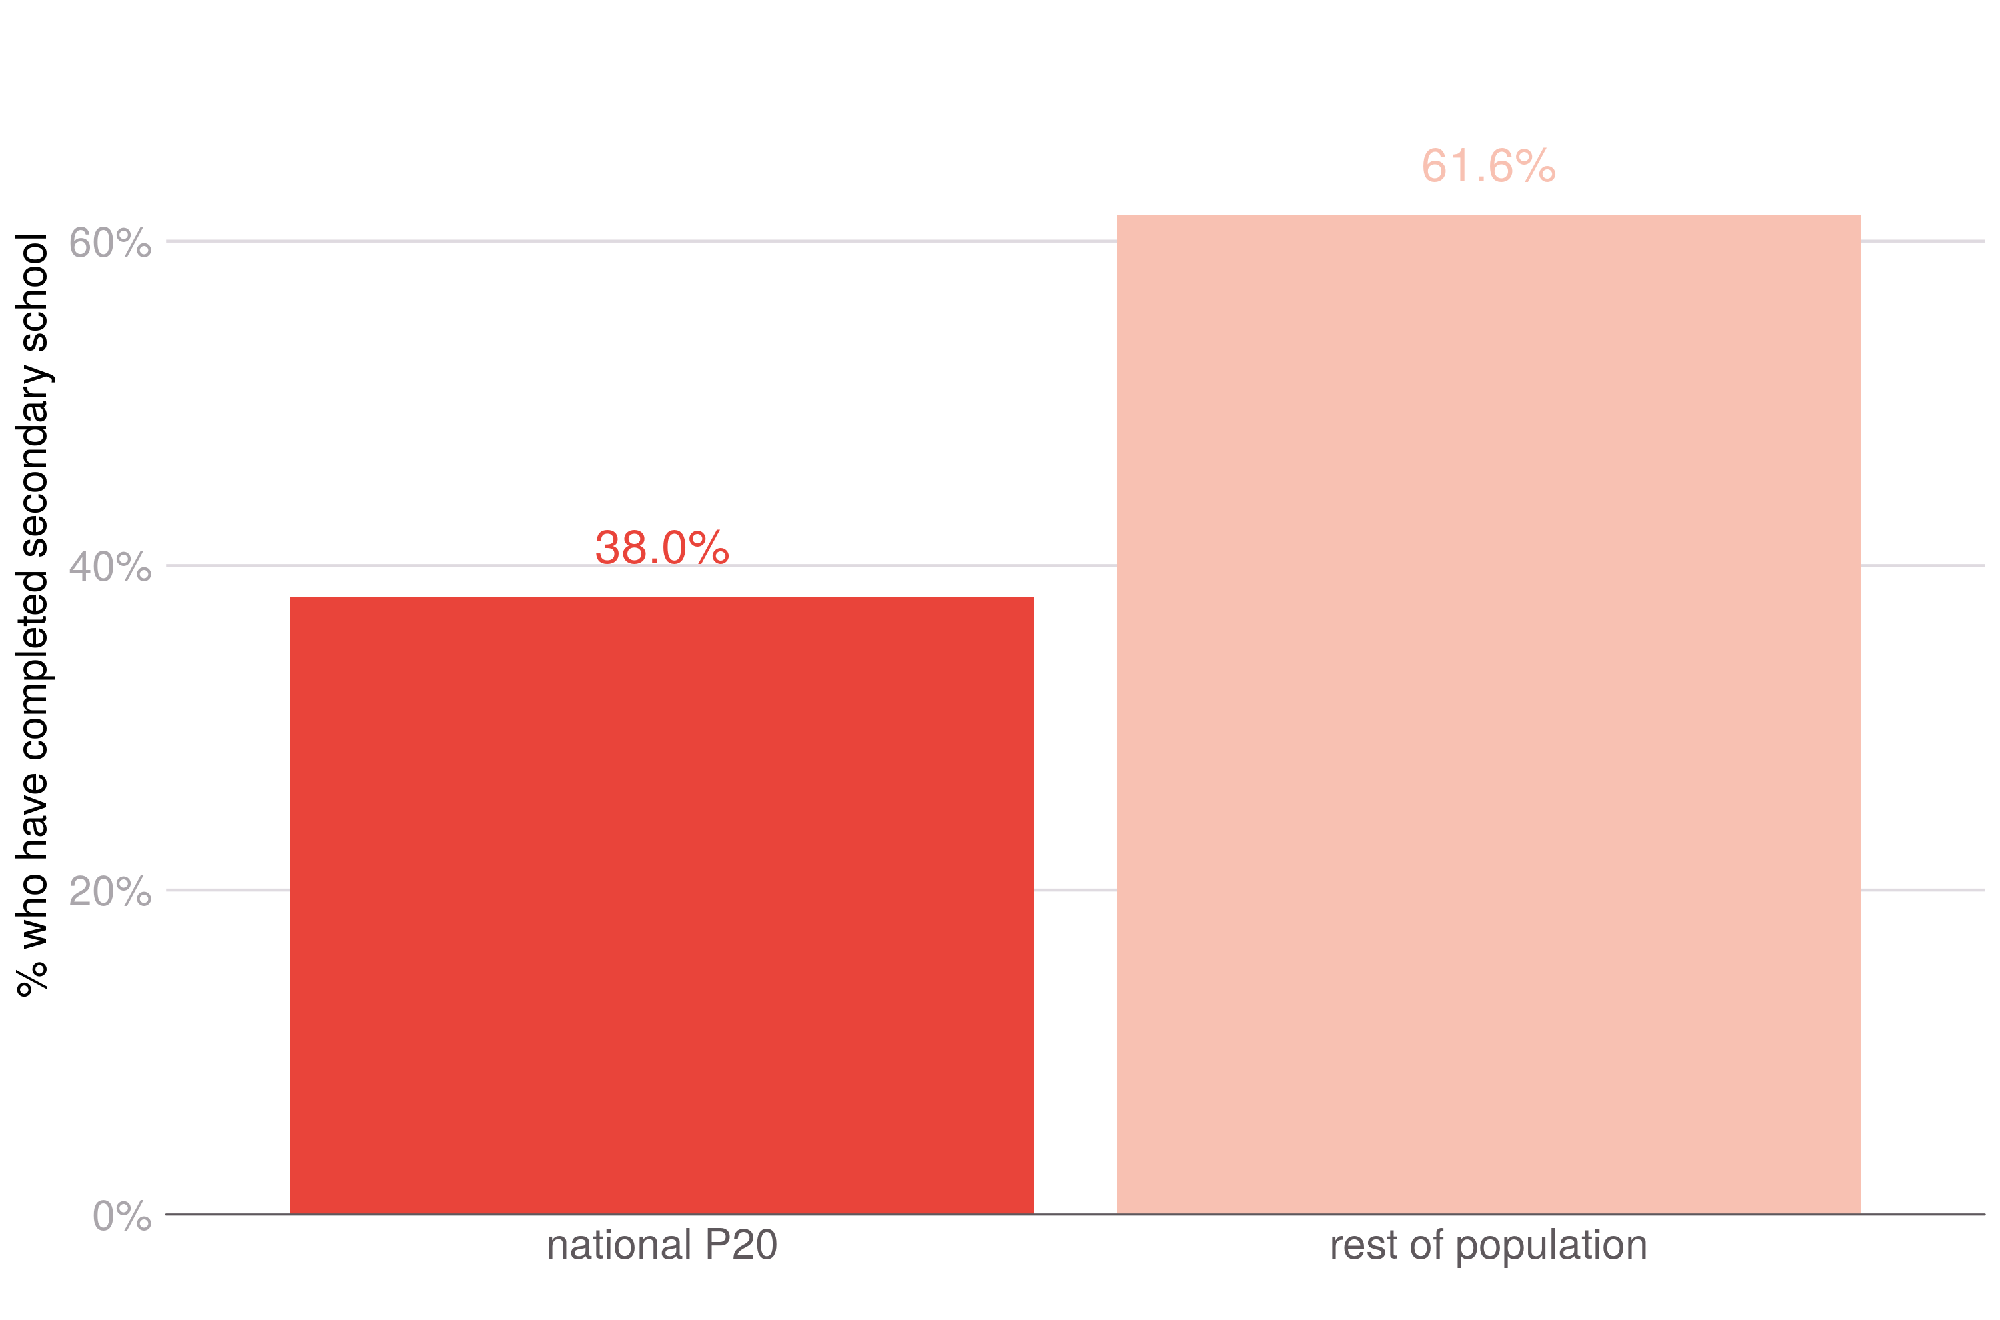 % who have completed secondary school
60%
40%
20%
0%
38.0%
61.6%
national P20
rest of population